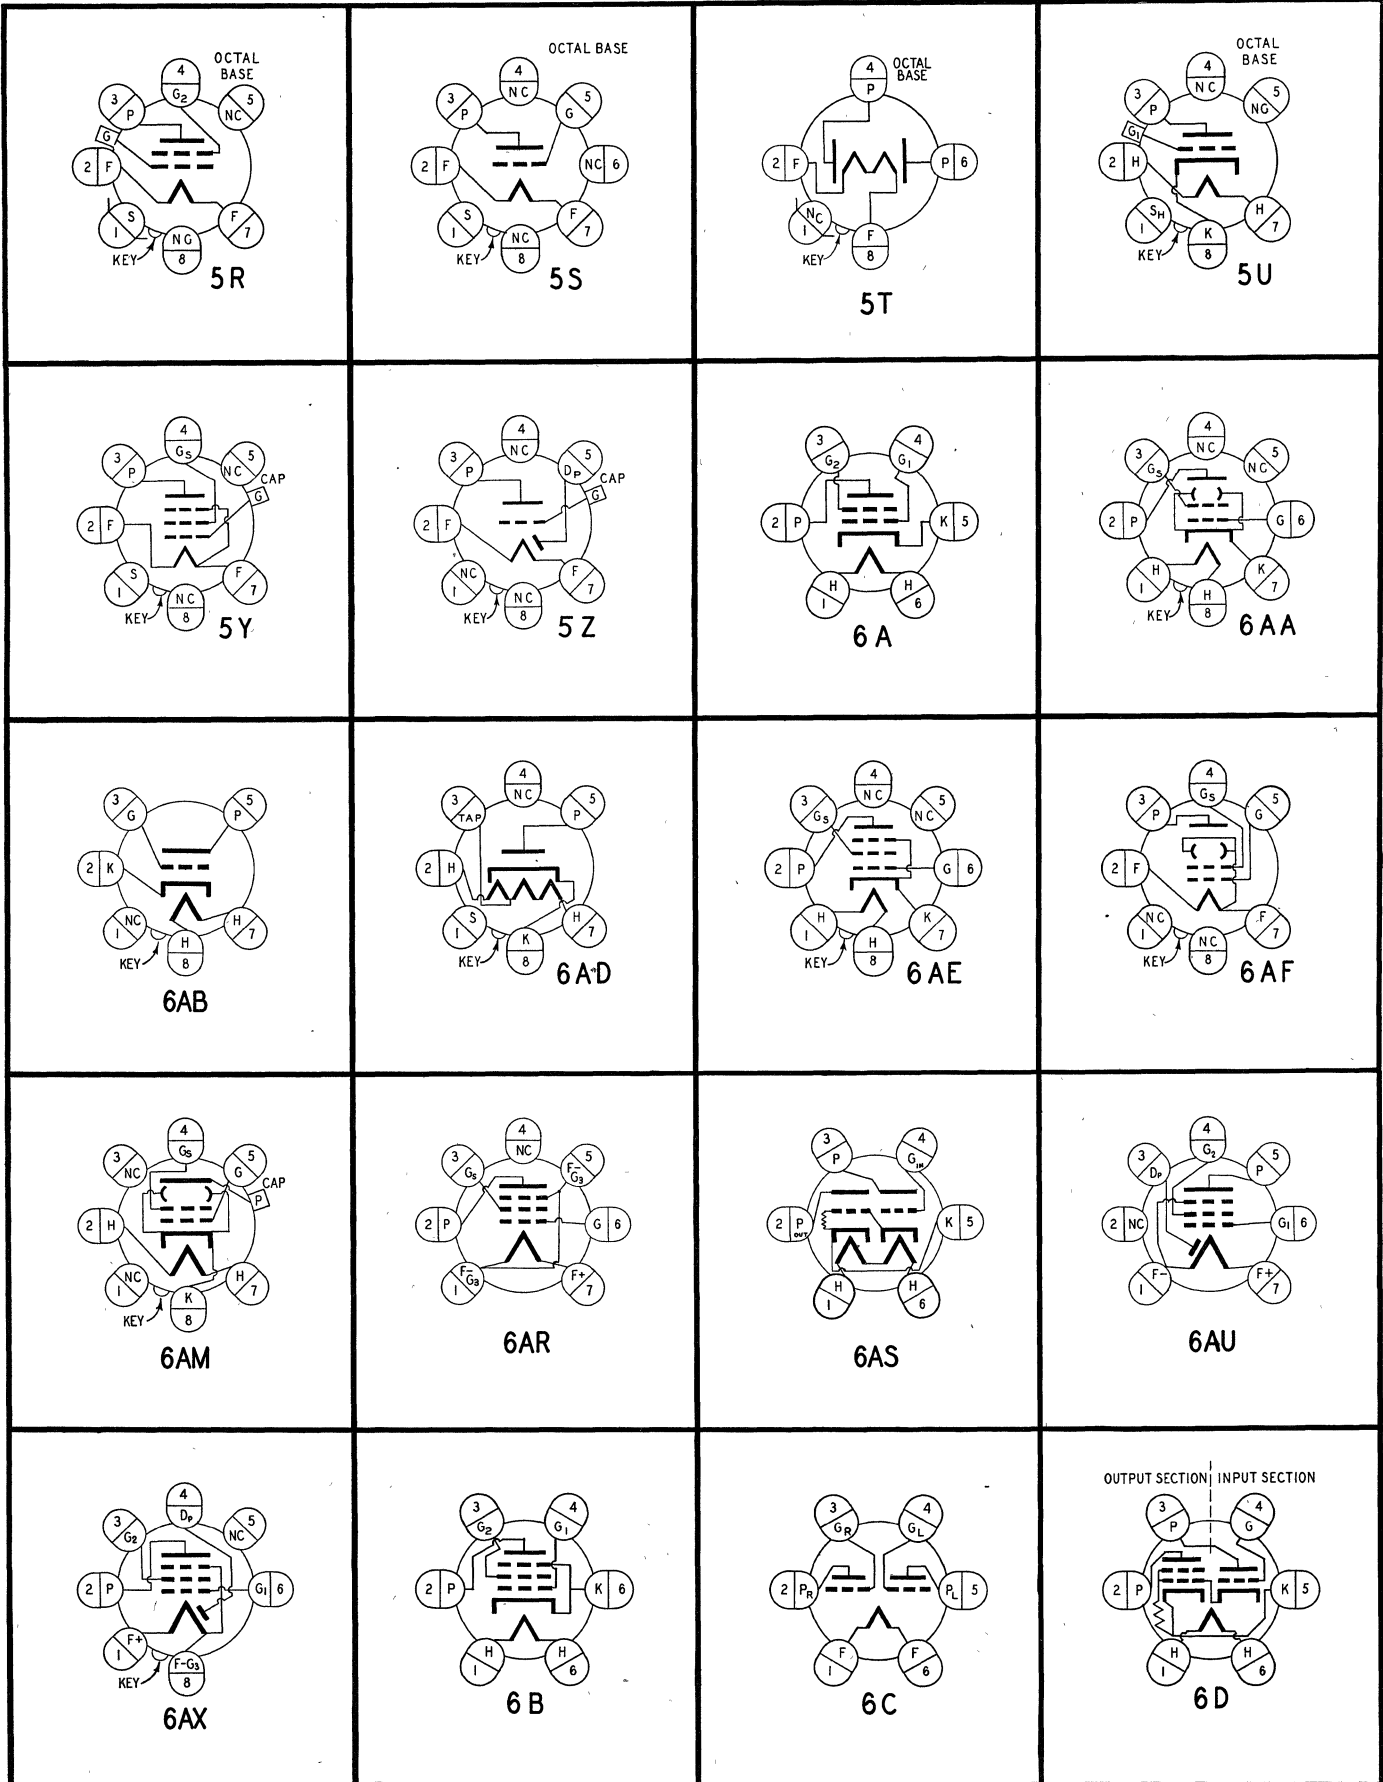 OCTAL
BASE
4
G2
3
P
5
NC
G
2 F
S
1
F
7
NG
8
KEY
5R
OCTAL BASE
4
NC
3
P
5
G
2 F
NC 6
S
1
F
7
NC
8
KEY
5S
4
P
OCTAL
BASE
2 F
P 6
NC
1
F
8
KEY
5T
OCTAL
BASE
4
NC
3
P
5
NG
G1
2 H
SH
1
H
7
K
8
KEY
5U
4
GS
3
P
5
NC
CAP
G
2 F
S
1
F
7
NC
8
KEY
5Y
4
NC
3
P
5
DP
CAP
G
2 F
NC
1
F
7
NC
8
KEY
5Z
3
G2
4
G1
2 P
K 5
H
1
H
6
6A
4
NC
3
GS
5
NC
2 P
G 6
H
1
K
7
H
8
KEY
6AA
3
G
5
P
2 K
NC
1
H
7
H
8
KEY
6AB
4
NC
3
TAP
5
P
2 H
S
1
H
7
K
8
KEY
6AD
4
NC
3
GS
5
NC
2 P
G 6
H
1
K
7
H
8
KEY
6AE
4
GS
3
P
5
G
2 F
NC
1
F
7
NC
8
KEY
6AF
4
GS
3
NC
5
G
CAP
P
2 H
NC
1
H
7
K
8
KEY
6AM
4
NC
3
GS
5
F-
G3
2 P
G 6
F-
G3
1
F+
7
6AR
3
P
4
GIN
2 P
OUT
K 5
H
1
H
6
6AS
4
G2
3
DP
5
P
2 NC
G1 6
F-
1
F+
7
6AU
4
DP
3
G2
5
NC
2 P
G1 6
F+
1
F-G3
8
KEY
6AX
3
G2
4
G1
2 P
K 6
H
1
H
6
6B
3
GR
4
GL
2 PR
PL 5
F
1
F
6
6C
OUTPUT SECTION INPUT SECTION
3
P
4
G
2 P
K 5
H
1
H
6
6D